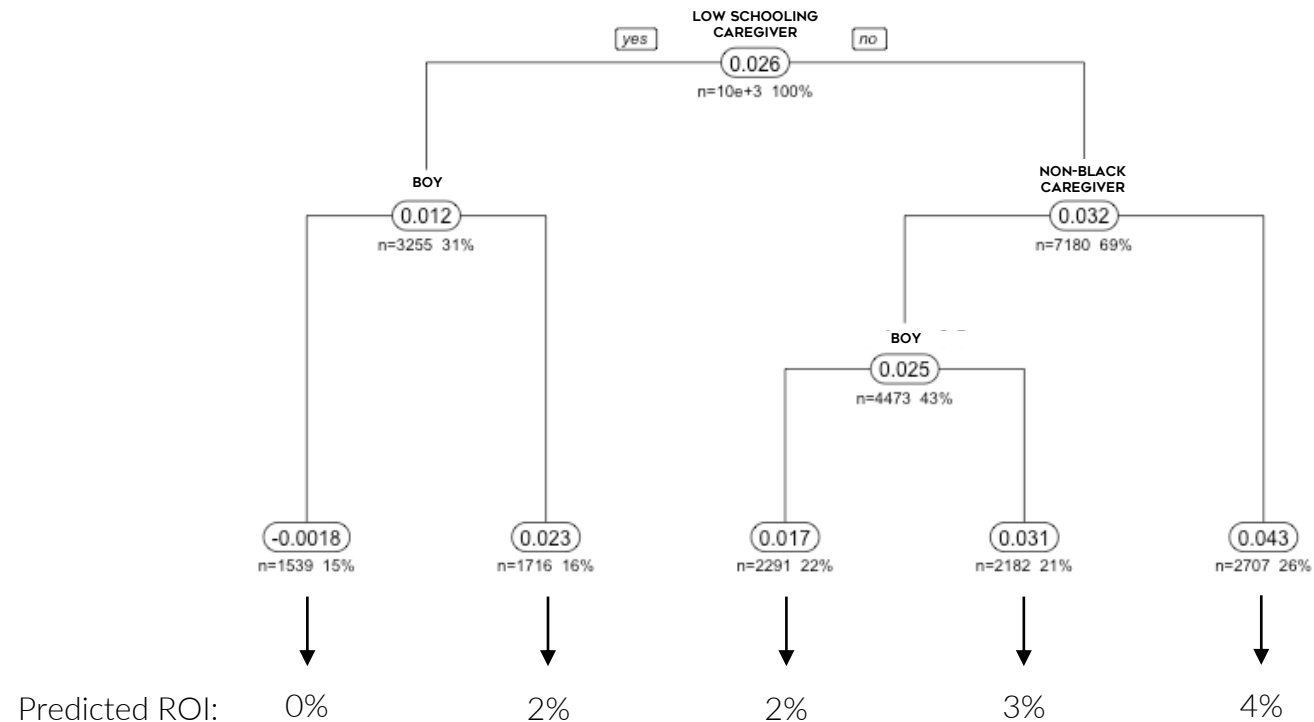 LOW SCHOOLING
CAREGIVER
yes
no
0.026
n=10e+3 100%
BOY
0.012
n=3255 31%
NON-BLACK
CAREGIVER
0.032
n=7180 69%
BOY
0.025
n=4473 43%
-0.0018
n=1539 15%
0.023
n=1716 16%
0.017
n=2291 22%
0.031
n=2182 21%
0.043
n=2707 26%
Predicted ROI: 0% 2% 2% 3% 4%